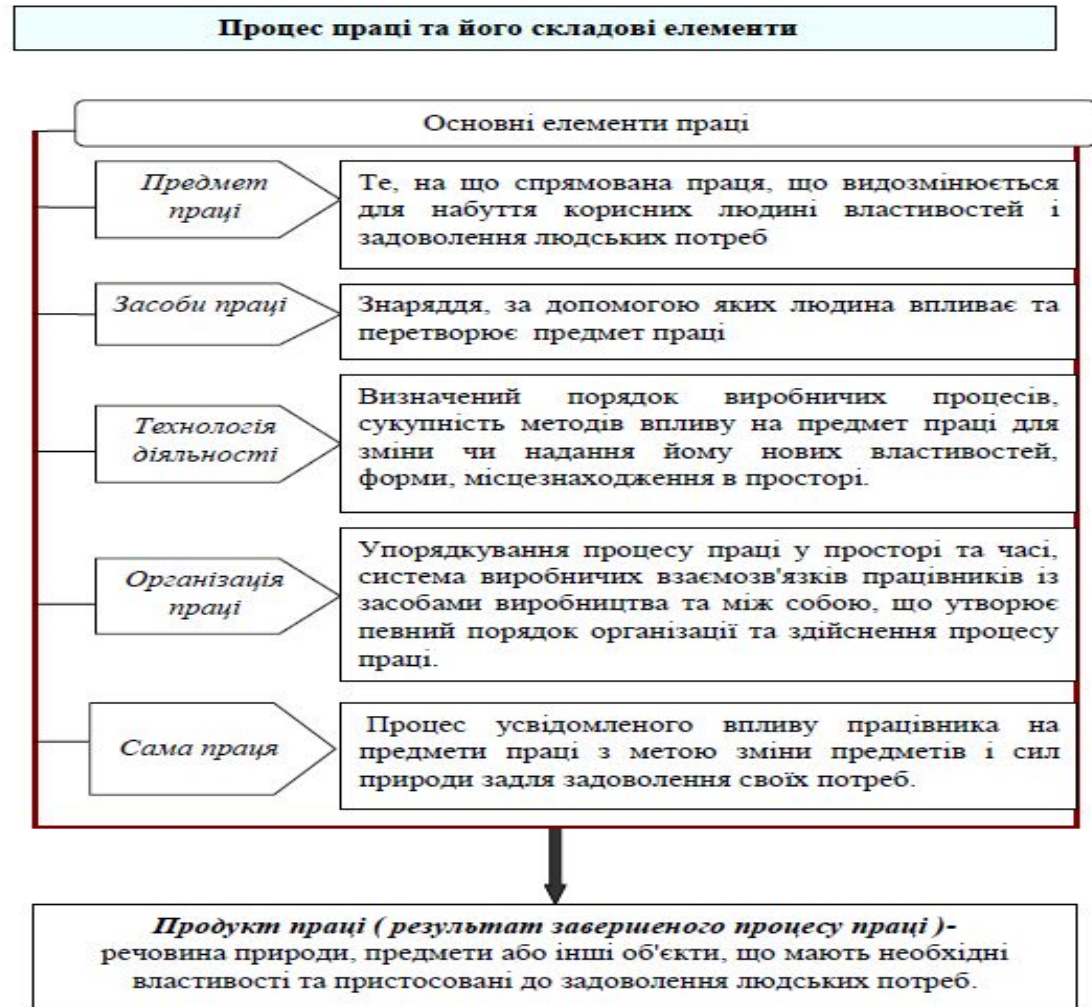 Процес праці та його складові елементи
Основні елементи праці
Предмет
праці
Те, на що спрямована праця, що видозмінюється
для набуття корисних людині властивостей і
задоволення людських потреб
Засоби праці
Знаряддя, за допомогою яких людина впливає та
перетворює предмет праці
Технологія
діяльності
Визначений порядок виробничих процесів,
сукупність методів впливу на предмет праці для
зміни чи надання йому нових властивостей,
форми, місцезнаходження в просторі.
Організація
праці
Упорядкування процесу праці у просторі та часі,
система виробничих взаємозв'язків працівників із
засобами виробництва та між собою, що утворює
певний порядок організації та здійснення процесу
праці.
Сама праця
Процес усвідомленого впливу працівника на
предмети праці з метою зміни предметів і сил
природи задля задоволення своїх потреб.
Продукт праці ( результат завершеного процесу праці )-
речовина природи, предмети або інші об'єкти, що мають необхідні
властивості та пристосовані до задоволення людських потреб.